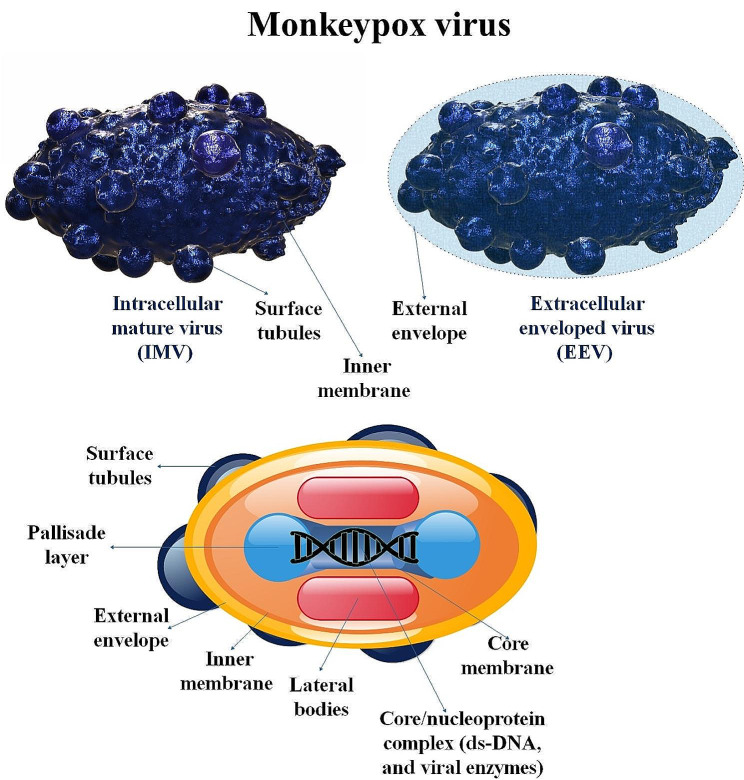 Monkeypox virus
Intracellular
mature virus
(IMV)
Surface
tubules
External
envelope
Extracellular
enveloped virus
(EEV)
Inner
membrane
Surface
tubules
Pallisade
layer
External
envelope
Inner
membrane
Lateral
bodies
Core
membrane
Core/nucleoprotein
complex (ds-DNA,
and viral enzymes)